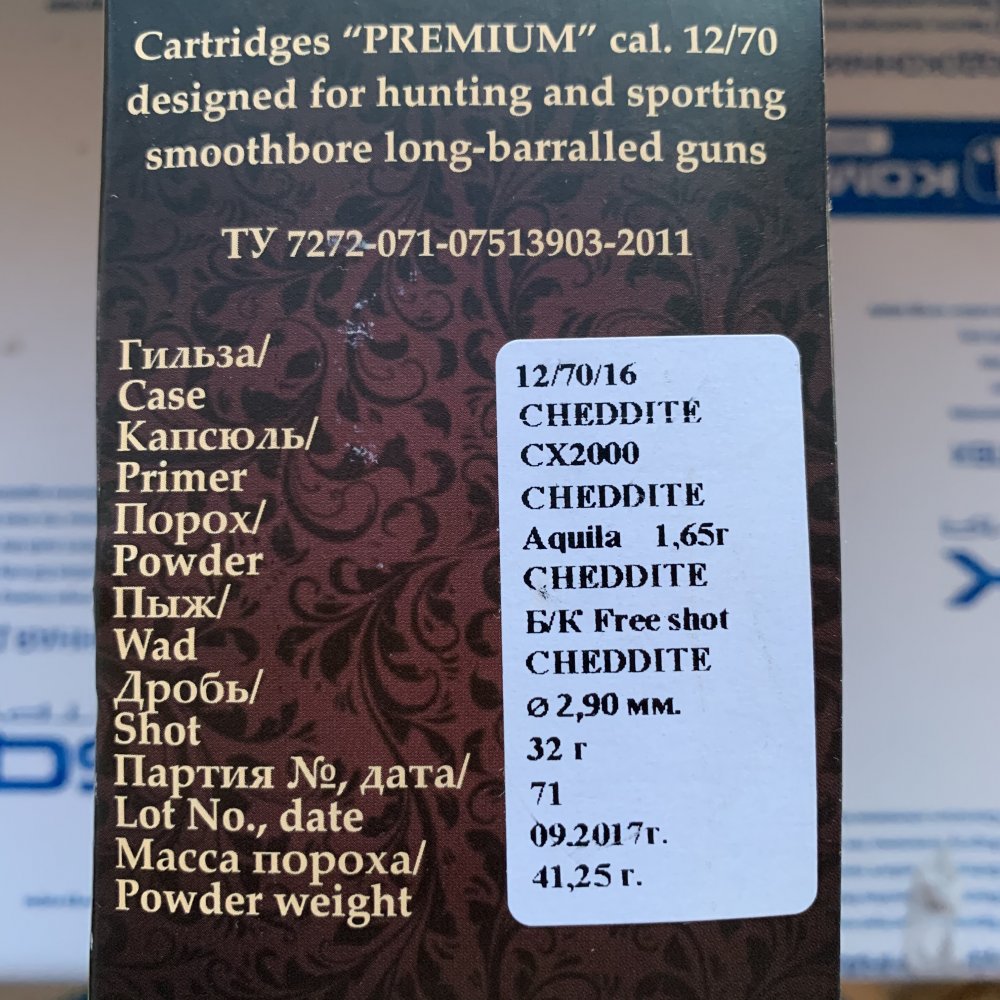 Cartridges “PREMIUM” cal. 12/70
designed for hunting and sporting
smoothbore long-barralled guns
ТУ 7272-071-07513903-2011
Гильза/
Case
Капсюль/
Primer
Порох/
Powder
Пыж/
Wad
Дробь/
Shot
Партия №, дата/
Lot No., date
Масса пороха/
Powder weight
12/70/16
CHEDDITE
CX2000
CHEDDITE
Aquila 1,65г
CHEDDITE
Б/К Free shot
CHEDDITE
⌀ 2,90 мм.
32 г
71
09.2017г.
41,25 г.